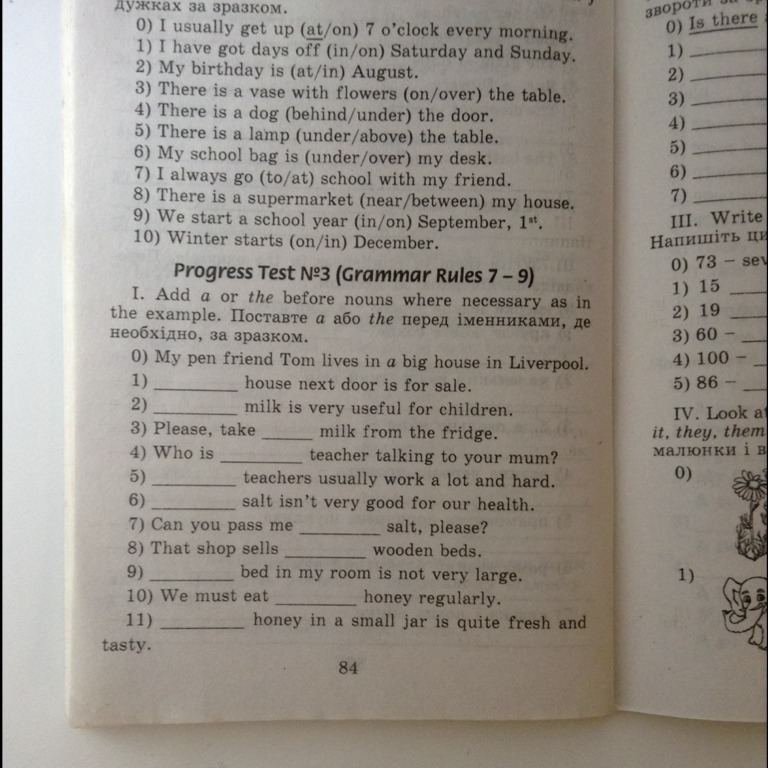 дужках за зразком.
0) I usually get up (at/on) 7 o'clock every morning.
1) I have got days off (in/on) Saturday and Sunday.
2) My birthday is (at/in) August.
3) There is a vase with flowers (on/over) the table.
4) There is a dog (behind/under) the door.
5) There is a lamp (under/above) the table.
6) My school bag is (under/over) my desk.
7) I always go (to/at) school with my friend.
8) There is a supermarket (near/between) my house.
9) We start a school year (in/on) September, 1st.
10) Winter starts (on/in) December.
Progress Test №3 (Grammar Rules 7 – 9)
I. Add a or the before nouns where necessary as in
the example. Поставте a або the перед іменниками, де
необхідно, за зразком.
0) My pen friend Tom lives in a big house in Liverpool.
1) ________ house next door is for sale.
2) ________ milk is very useful for children.
3) Please, take _____ milk from the fridge.
4) Who is ________ teacher talking to your mum?
5) ________ teachers usually work a lot and hard.
6) ________ salt isn't very good for our health.
7) Can you pass me ________ salt, please?
8) That shop sells ________ wooden beds.
9) ________ bed in my room is not very large.
10) We must eat ________ honey regularly.
11) ________ honey in a small jar is quite fresh and
tasty.
84
звороти за
0) Is there
1)
2)
3)
4)
5)
6)
7)
III. Write
Напишіть
0) 73 –
1) 15
2) 19
3) 60 –
4) 100 –
5) 86 –
IV. Look
it, they, them
малюнки і
0)
1)